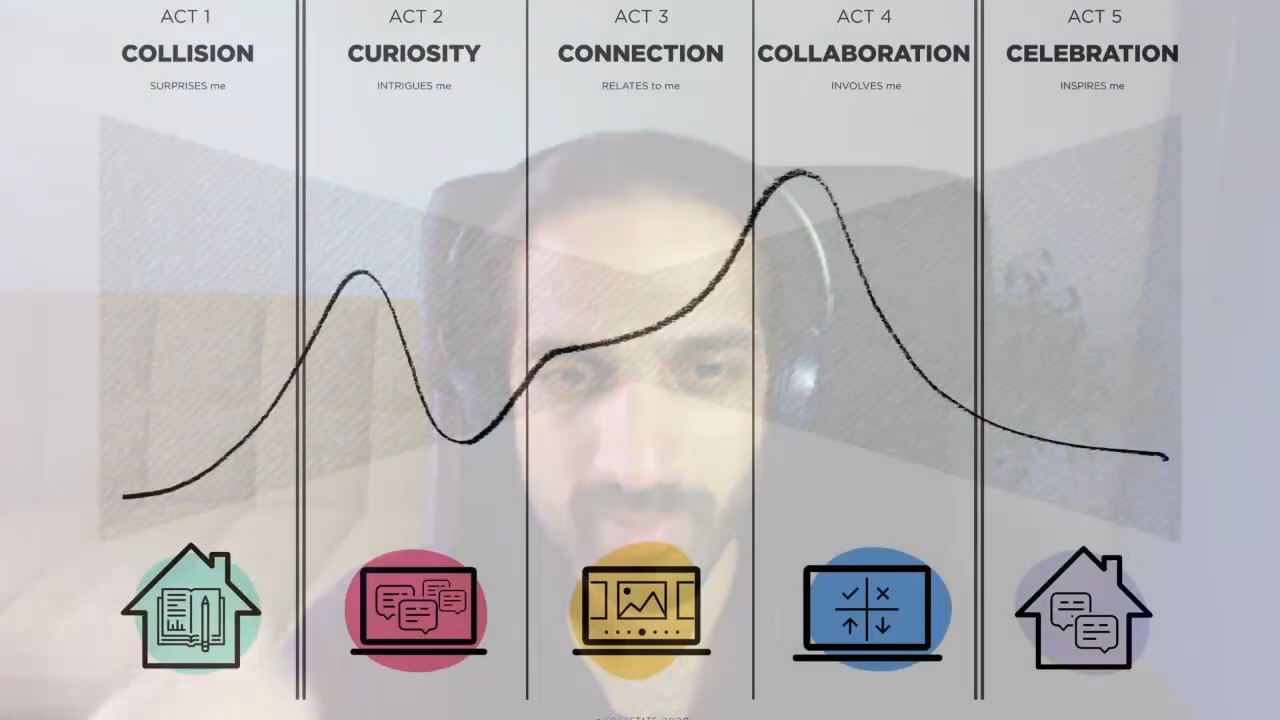 ACT 1
COLLISION
SURPRISES me
ACT 2
CURIOSITY
INTRIGUES me
ACT 3
CONNECTION
RELATES to me
ACT 4
COLLABORATION
INVOLVES me
ACT 5
CELEBRATION
INSPIRES me